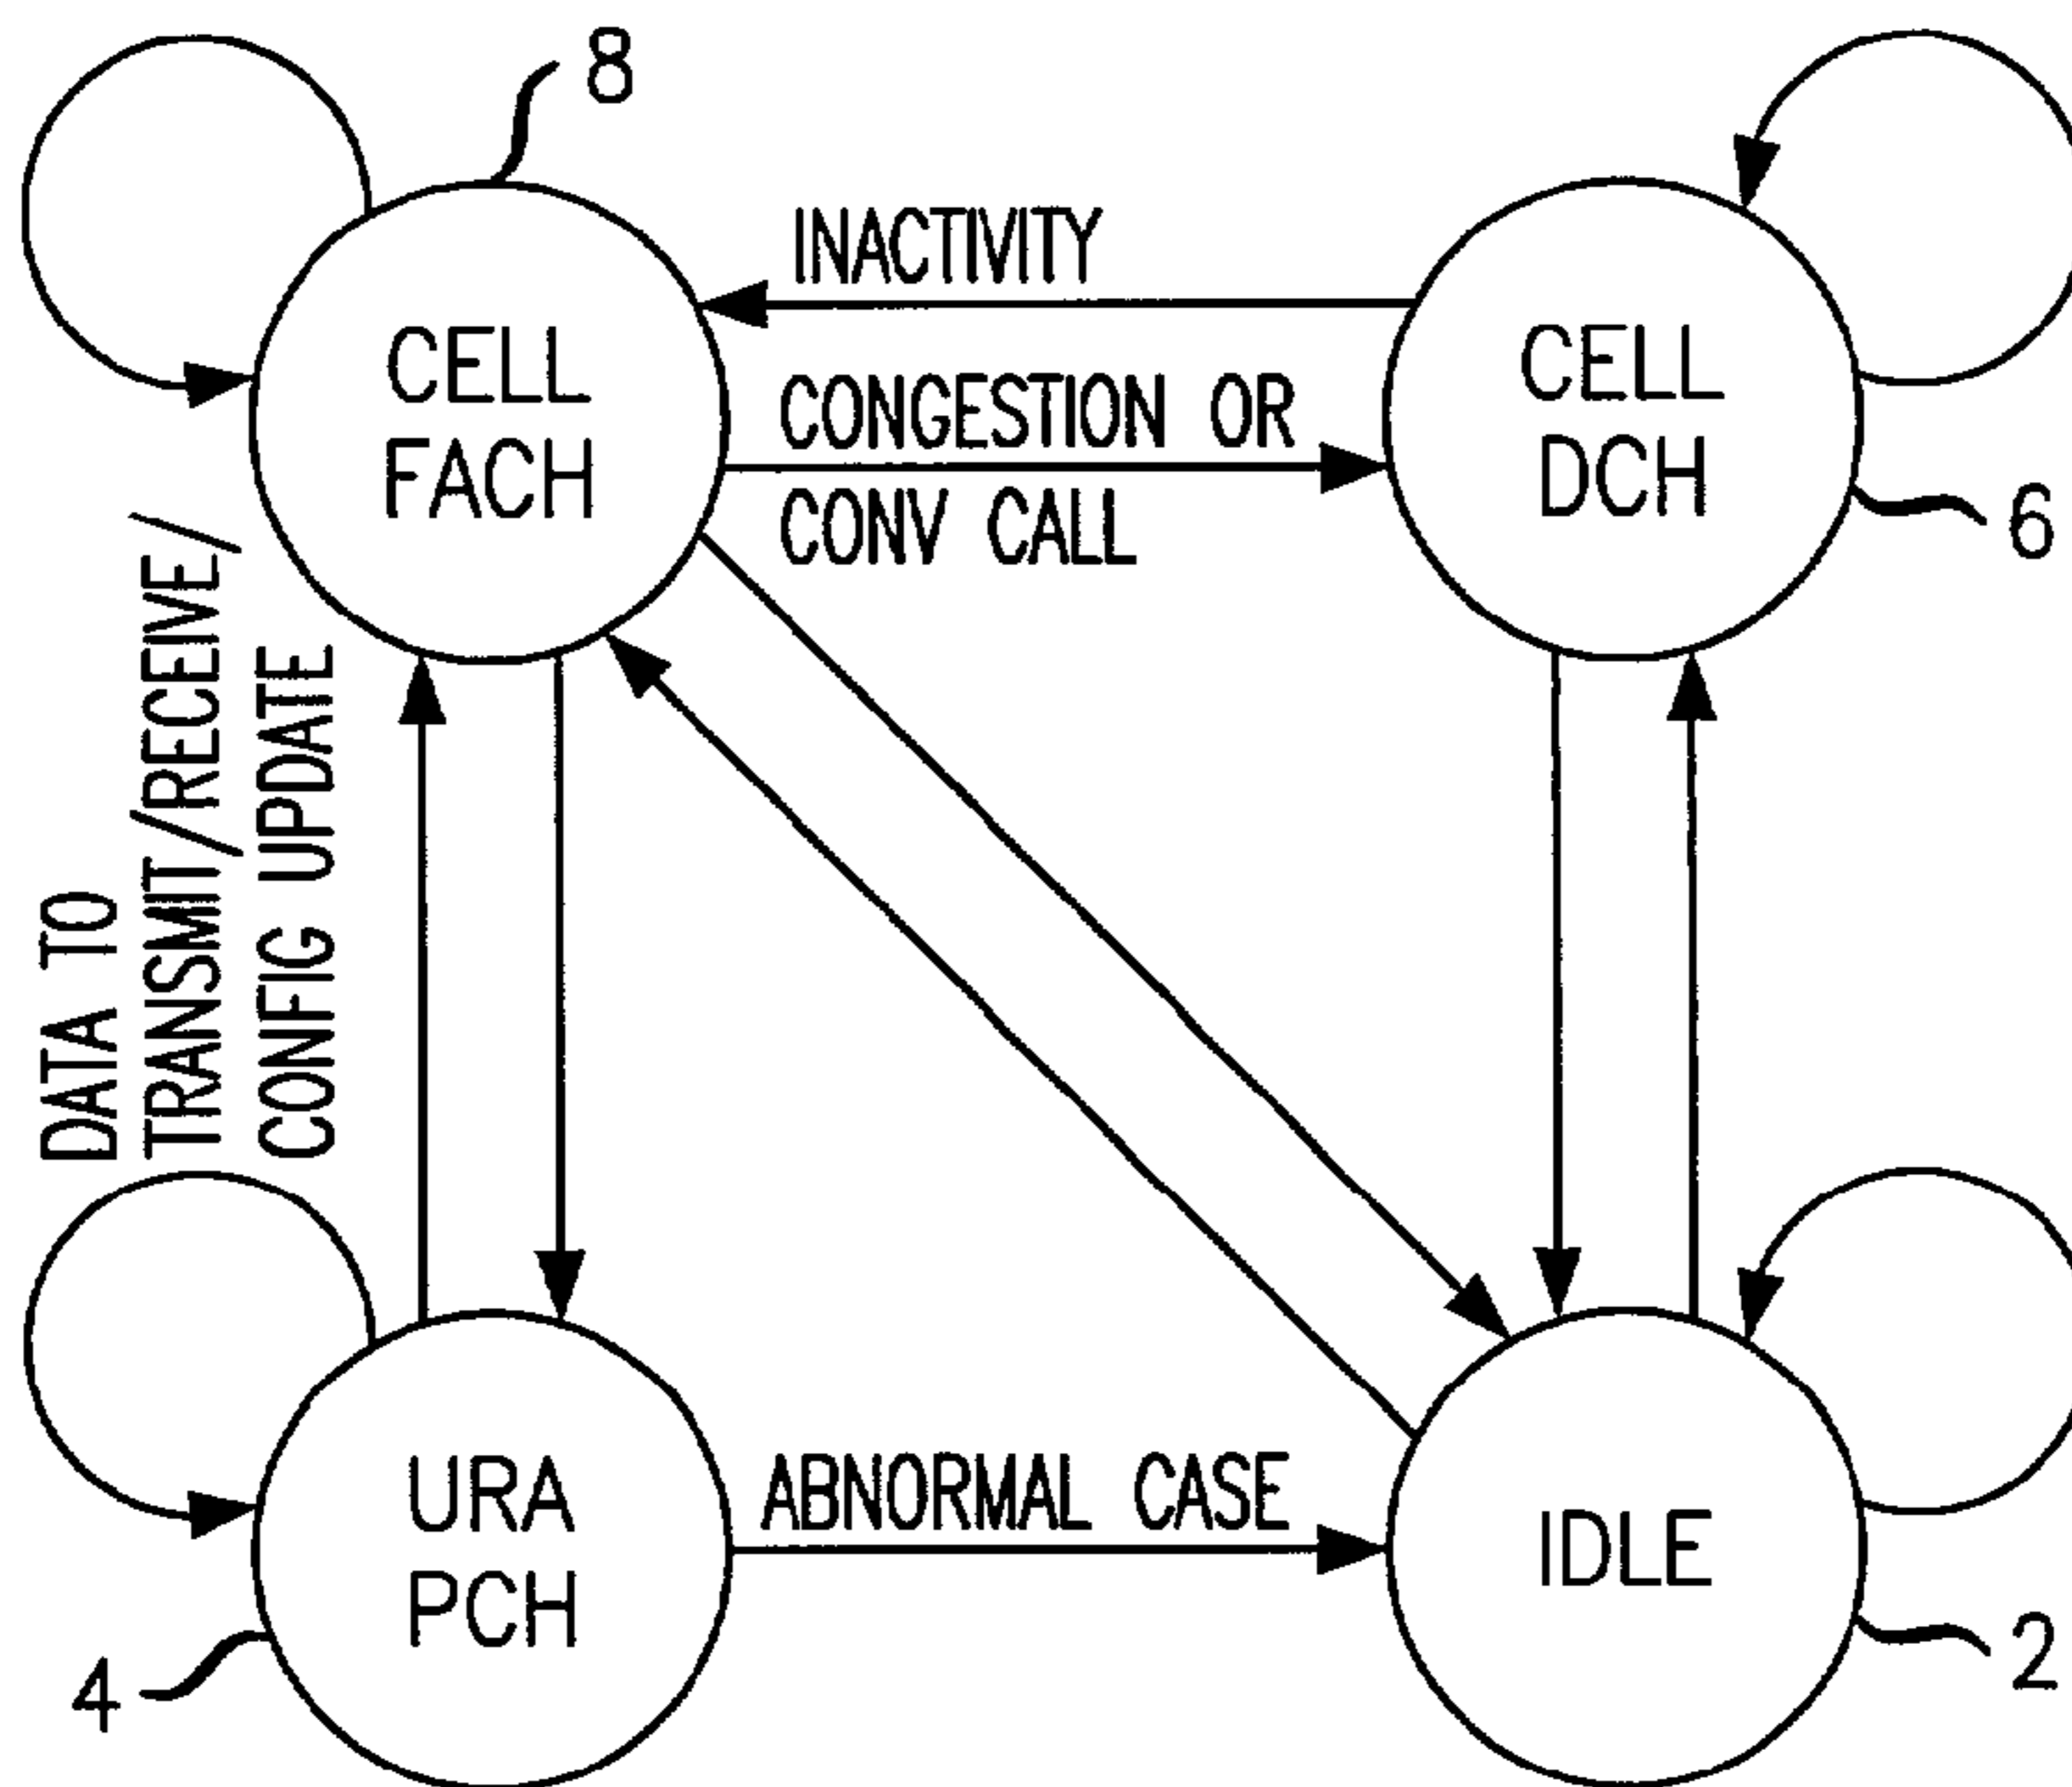 8
INACTIVITY
CELL
FACH
CONGESTION OR
CONV CALL
CELL
DCH
6
DATA TO
TRANSMIT/RECEIVE/
CONFIG UPDATE
URA
PCH
4
ABNORMAL CASE
IDLE
2